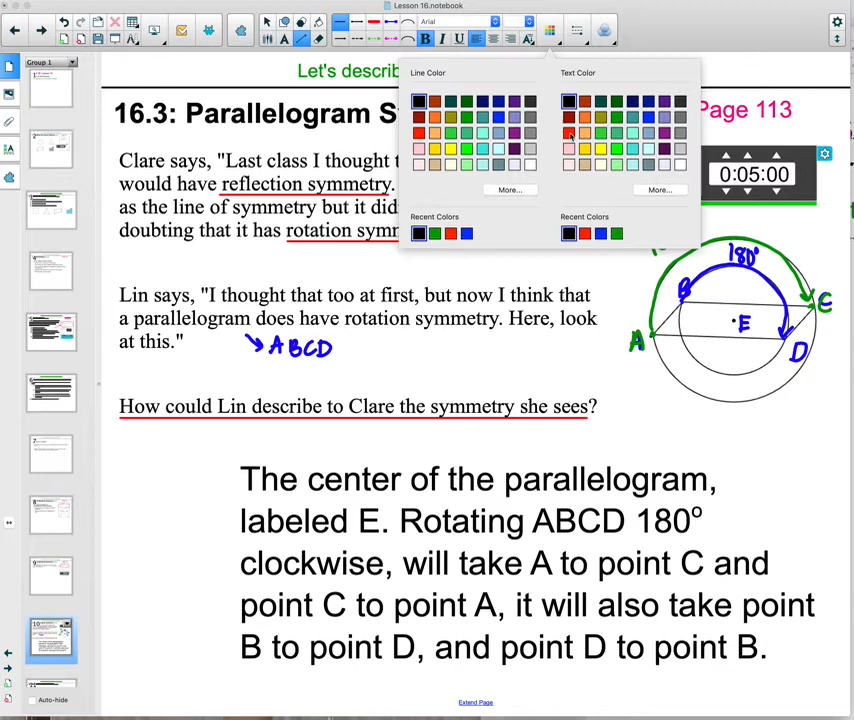 Lesson 16.notebook
Arial
Group 1
Let's describ
16.3: Parallelogram S
Page 113
Line Color
Text Color
More...
More...
Recent Colors
Recent Colors
0:05:00
Clare says, "Last class I thought t
would have reflection symmetry.
as the line of symmetry but it did
doubting that it has rotation symm
Lin says, "I thought that too at first, but now I think that
a parallelogram does have rotation symmetry. Here, look
at this."
ABCD
180°
B
C
E
A
D
How could Lin describe to Clare the symmetry she sees?
The center of the parallelogram,
labeled E. Rotating ABCD 180°
clockwise, will take A to point C and
point C to point A, it will also take point
B to point D, and point D to point B.
Extend Page
Auto-hide